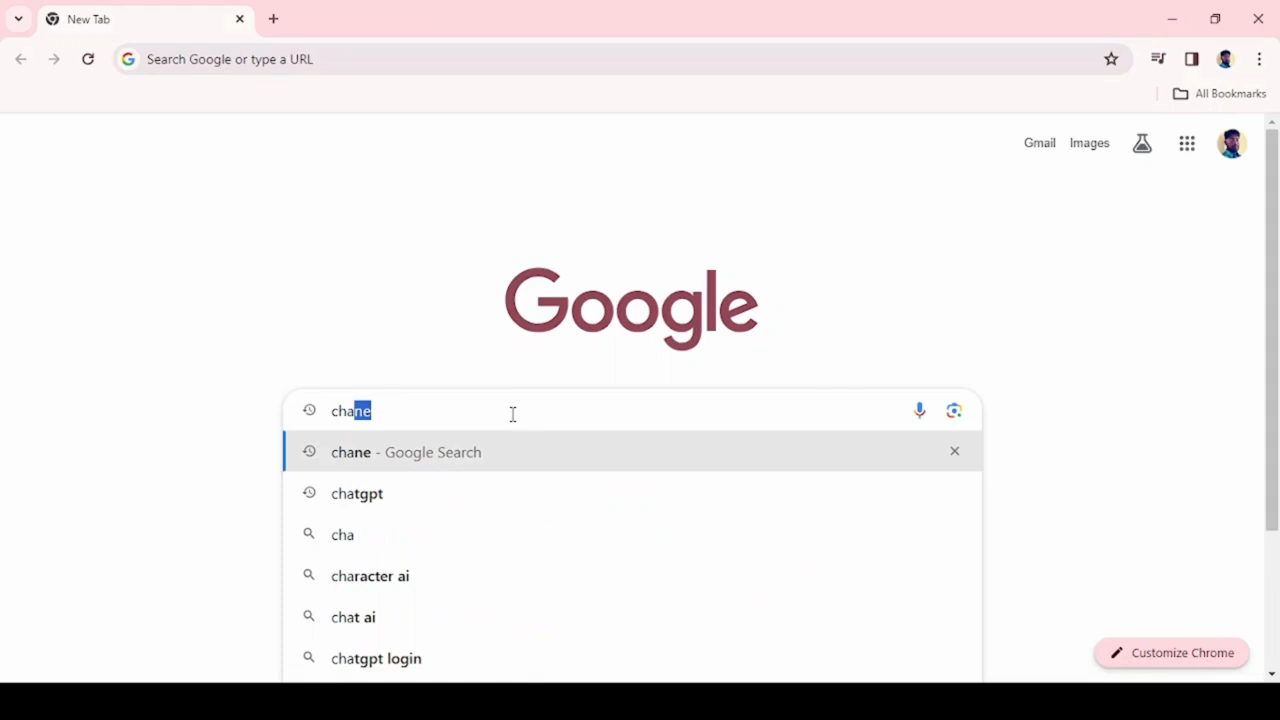 New Tab
Search Google or type a URL
All Bookmarks
Gmail Images
Google
chane
chane - Google Search
chatgpt
cha
character ai
chat ai
chatgpt login
Customize Chrome